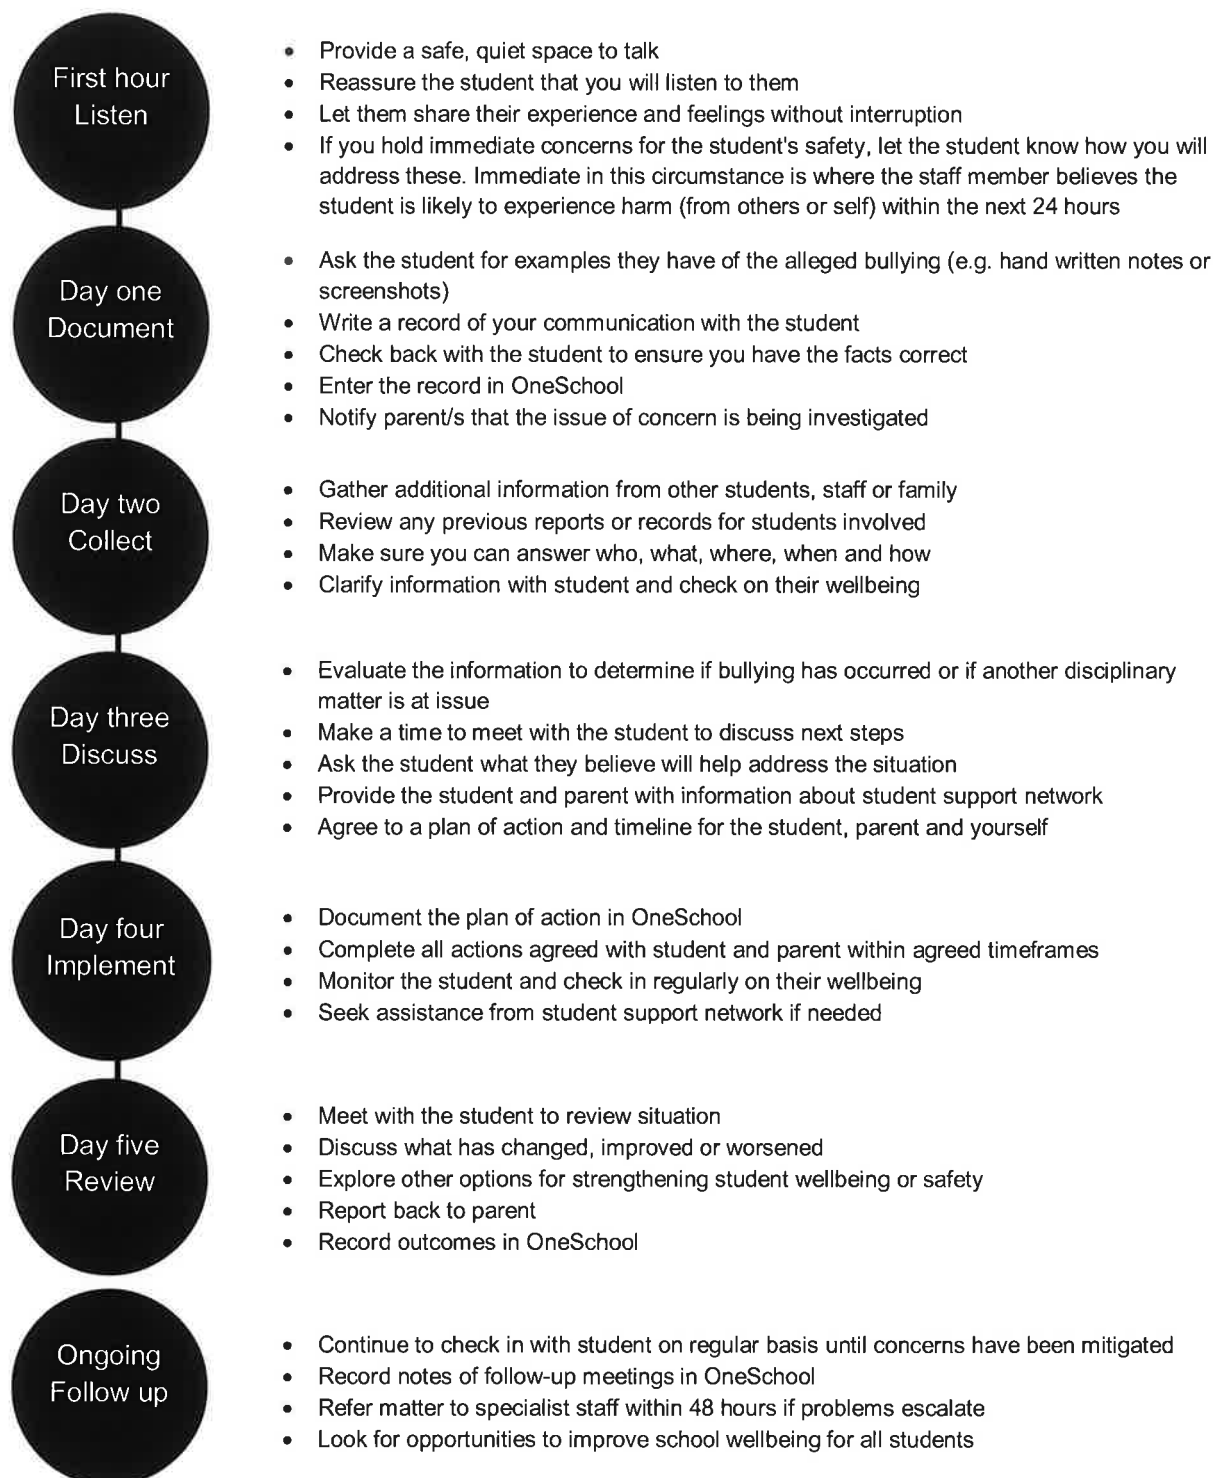 First hour
Listen
• Provide a safe, quiet space to talk
• Reassure the student that you will listen to them
• Let them share their experience and feelings without interruption
• If you hold immediate concerns for the student's safety, let the student know how you will
address these. Immediate in this circumstance is where the staff member believes the
student is likely to experience harm (from others or self) within the next 24 hours
Day one
Document
• Ask the student for examples they have of the alleged bullying (e.g. hand written notes or
screenshots)
• Write a record of your communication with the student
• Check back with the student to ensure you have the facts correct
• Enter the record in OneSchool
• Notify parent/s that the issue of concern is being investigated
Day two
Collect
• Gather additional information from other students, staff or family
• Review any previous reports or records for students involved
• Make sure you can answer who, what, where, when and how
• Clarify information with student and check on their wellbeing
Day three
Discuss
• Evaluate the information to determine if bullying has occurred or if another disciplinary
matter is at issue
• Make a time to meet with the student to discuss next steps
• Ask the student what they believe will help address the situation
• Provide the student and parent with information about student support network
• Agree to a plan of action and timeline for the student, parent and yourself
Day four
Implement
• Document the plan of action in OneSchool
• Complete all actions agreed with student and parent within agreed timeframes
• Monitor the student and check in regularly on their wellbeing
• Seek assistance from student support network if needed
Day five
Review
• Meet with the student to review situation
• Discuss what has changed, improved or worsened
• Explore other options for strengthening student wellbeing or safety
• Report back to parent
• Record outcomes in OneSchool
Ongoing
Follow up
• Continue to check in with student on regular basis until concerns have been mitigated
• Record notes of follow-up meetings in OneSchool
• Refer matter to specialist staff within 48 hours if problems escalate
• Look for opportunities to improve school wellbeing for all students